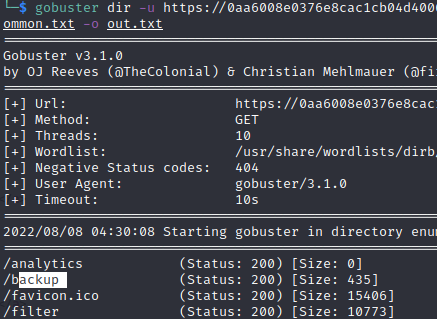 └─$ gobuster dir -u https://0aa6008e0376e8cac1cb04d400
ommon.txt -o out.txt
Gobuster v3.1.0
by OJ Reeves (@TheColonial) & Christian Mehlmauer (@fi
[+] Url: https://0aa6008e0376e8cac
[+] Method: GET
[+] Threads: 10
[+] Wordlist: /usr/share/wordlists/dirb/
[+] Negative Status codes: 404
[+] User Agent: gobuster/3.1.0
[+] Timeout: 10s
2022/08/08 04:30:08 Starting gobuster in directory enum
/analytics (Status: 200) [Size: 0]
/backup (Status: 200) [Size: 435]
/favicon.ico (Status: 200) [Size: 15406]
/filter (Status: 200) [Size: 10773]